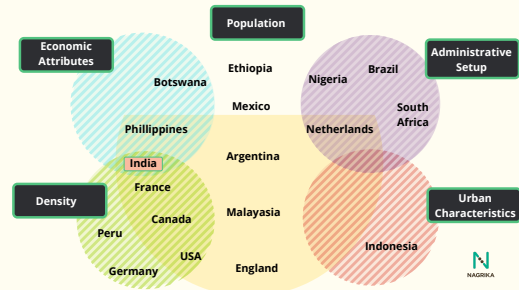 Population
Economic
Attributes
Administrative
Setup
Botswana
Ethiopia
Nigeria
Brazil
Mexico
South
Africa
Phillippines
Netherlands
India
Argentina
France
Density
Urban
Characteristics
Canada
Malayasia
Peru
Indonesia
USA
Germany
England
NAGRIKA